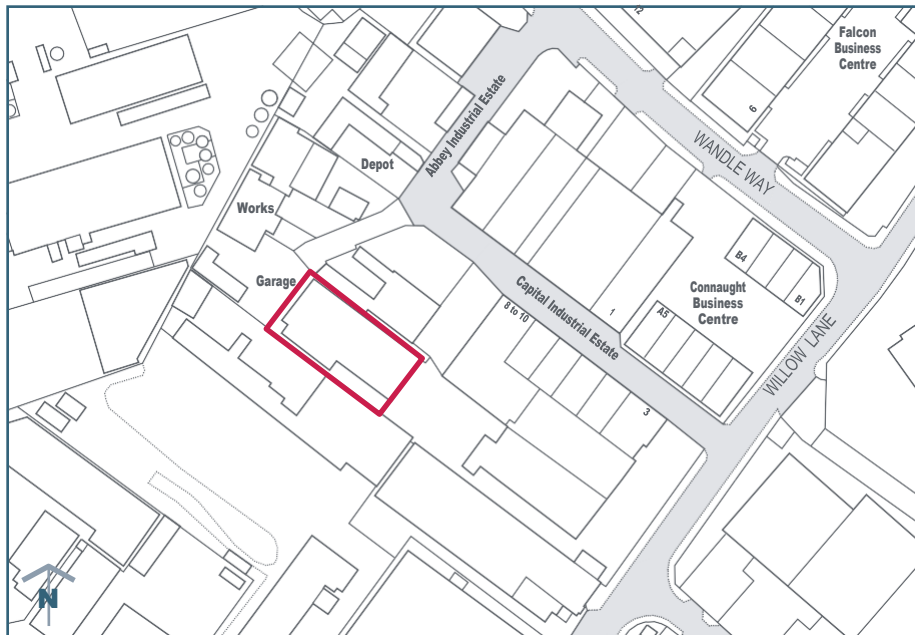 12
Falcon
Business
Centre
6
WANDLE WAY
Abbey Industrial Estate
Depot
Works
Garage
B4
B1
Connaught
Business
Centre
A5
1
Capital Industrial Estate
8 to 10
3
WILLOW LANE
N